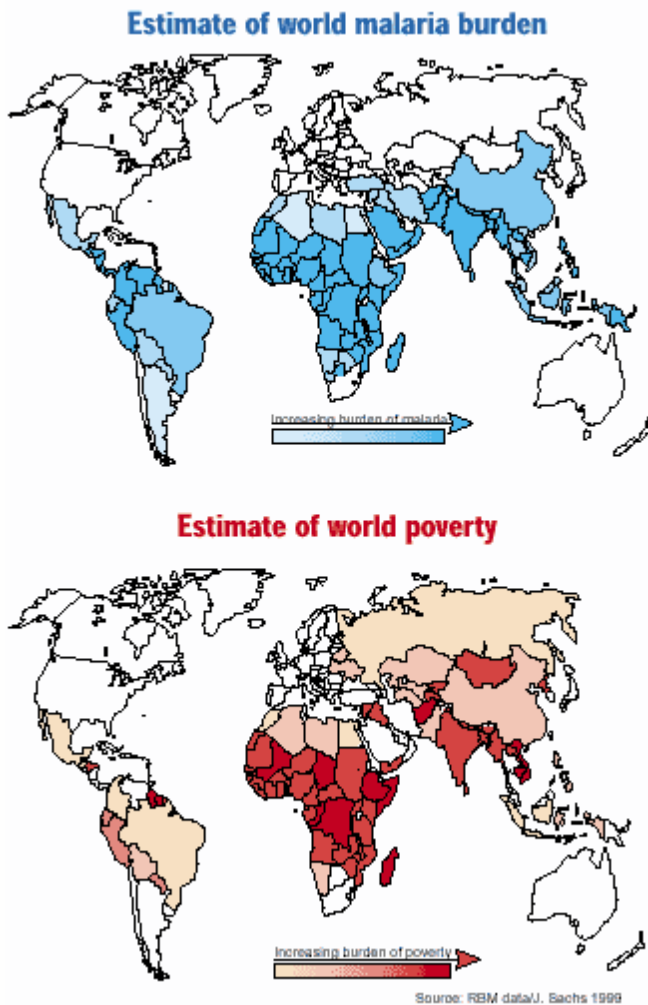 Estimate of world malaria burden
Increasing burden of malaria
Estimate of world poverty
Increasing burden of poverty
Source: RBM data/J. Sachs 1999